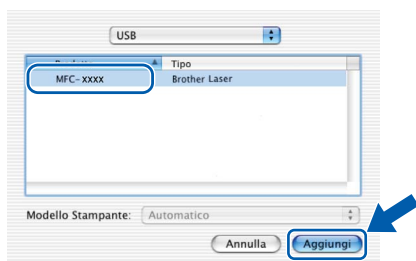 USB
Tipo
MFC-xxxx Brother Laser
Modello Stampante: Automatico
Annulla Aggiungi